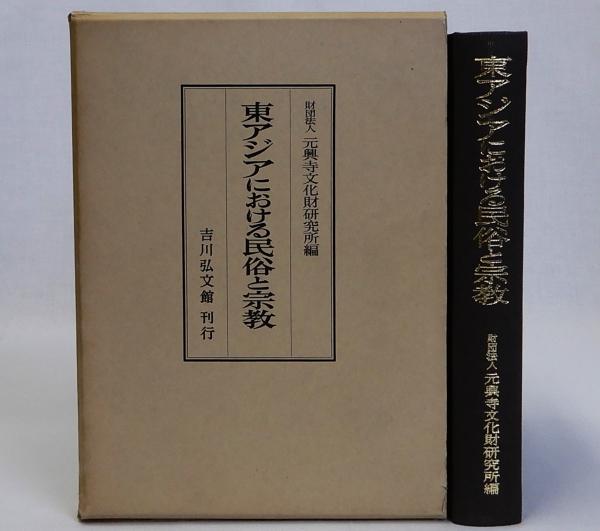 財団法人 元興寺文化財研究所編
東アジアにおける民俗と宗教
吉川弘文館 刊行
東アジアにおける民俗と宗教
財団法人 元興寺文化財研究所編